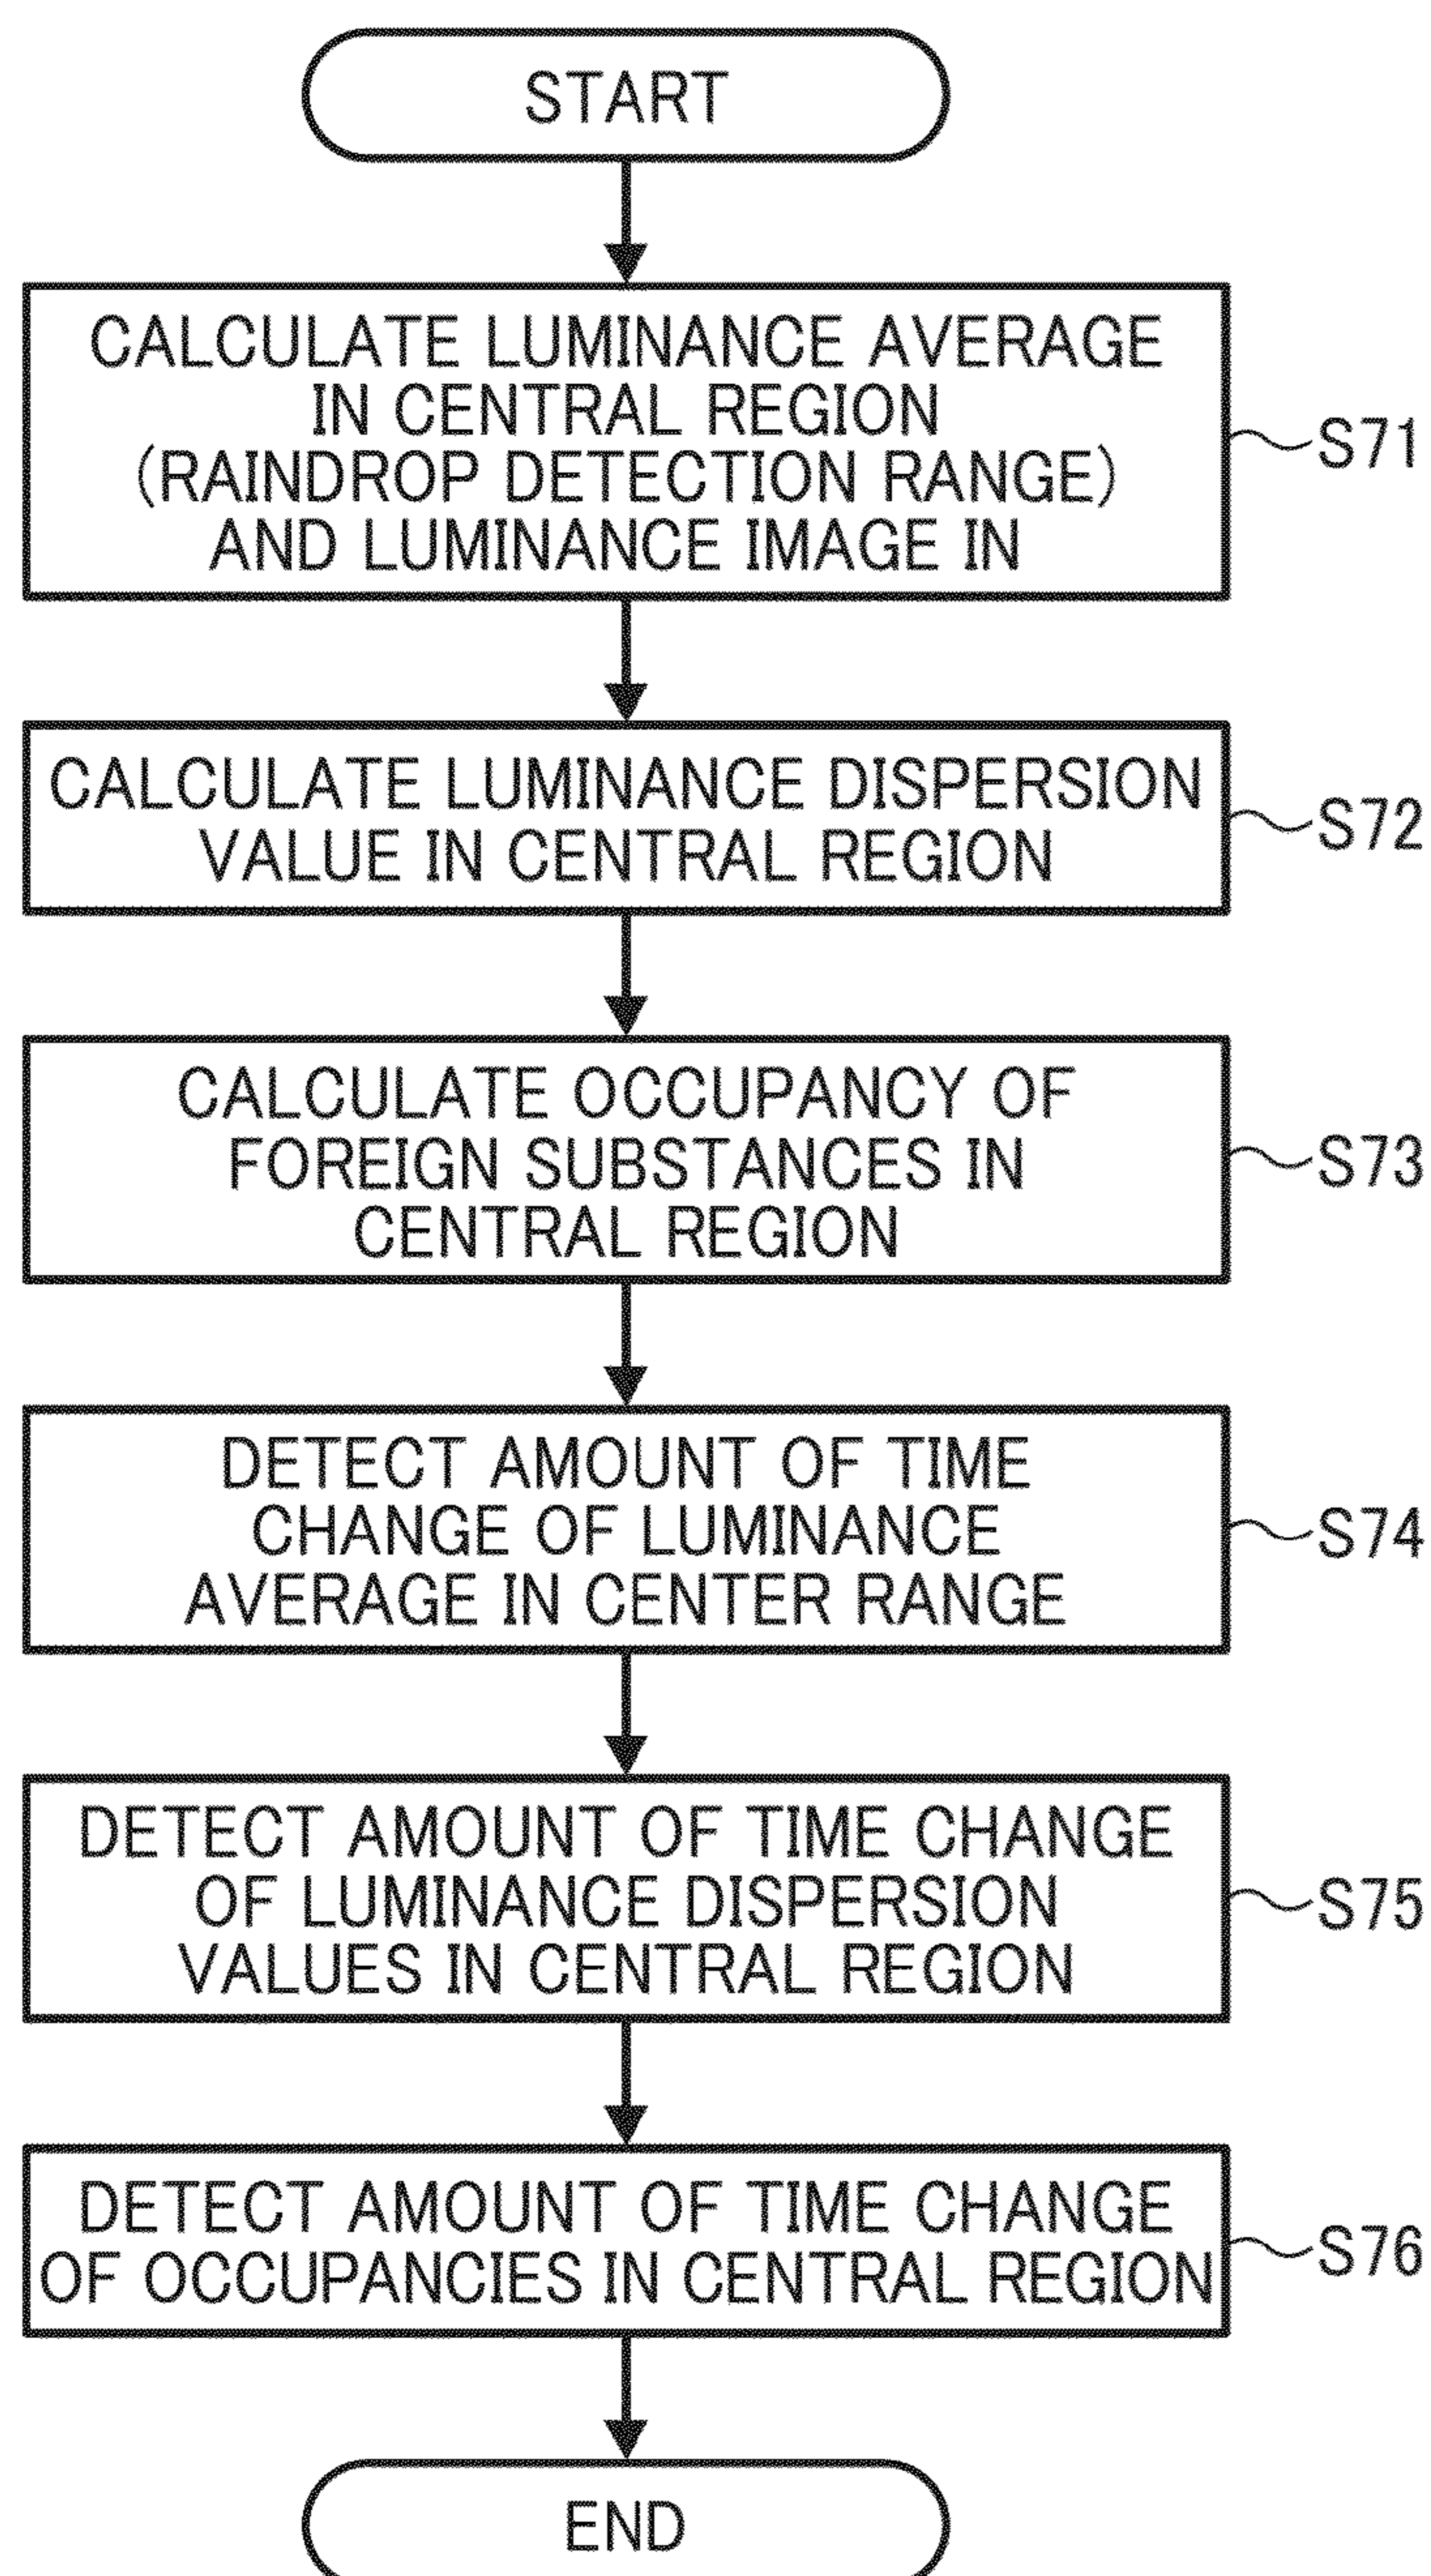 START
CALCULATE LUMINANCE AVERAGE
IN CENTRAL REGION
(RAINDROP DETECTION RANGE)
AND LUMINANCE IMAGE IN
S71
CALCULATE LUMINANCE DISPERSION
VALUE IN CENTRAL REGION
S72
CALCULATE OCCUPANCY OF
FOREIGN SUBSTANCES IN
CENTRAL REGION
S73
DETECT AMOUNT OF TIME
CHANGE OF LUMINANCE
AVERAGE IN CENTER RANGE
S74
DETECT AMOUNT OF TIME CHANGE
OF LUMINANCE DISPERSION
VALUES IN CENTRAL REGION
S75
DETECT AMOUNT OF TIME CHANGE
OF OCCUPANCIES IN CENTRAL REGION
S76
END